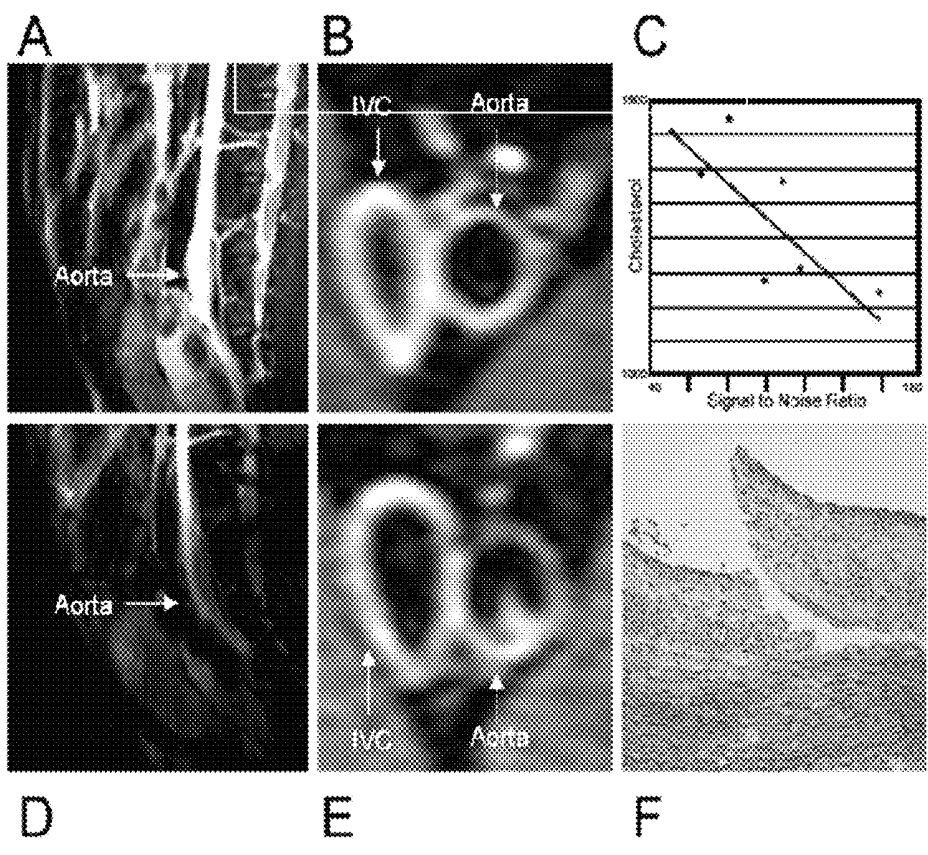 A B C
IVC Aorta
Aorta
Cholesterol
Signal to Noise Ratio
Aorta
IVC Aorta
D E F